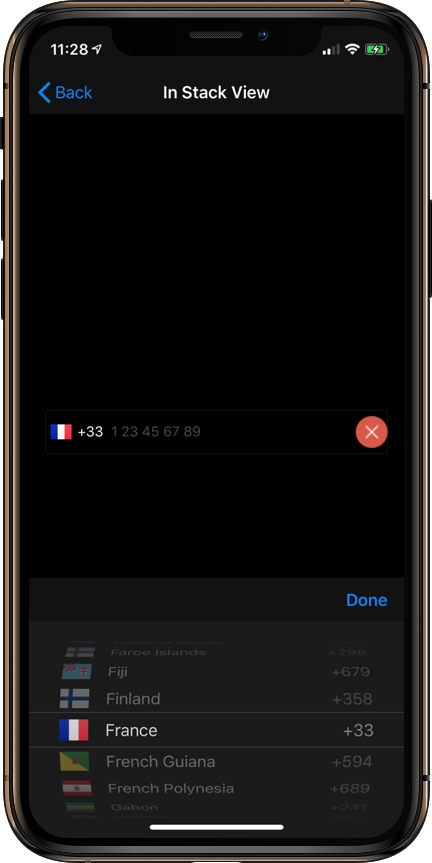 11:28
Back In Stack View
+33 1 23 45 67 89
Done
Faroe Islands +298
Fiji +679
Finland +358
France +33
French Guiana +594
French Polynesia +689
Gabon +241